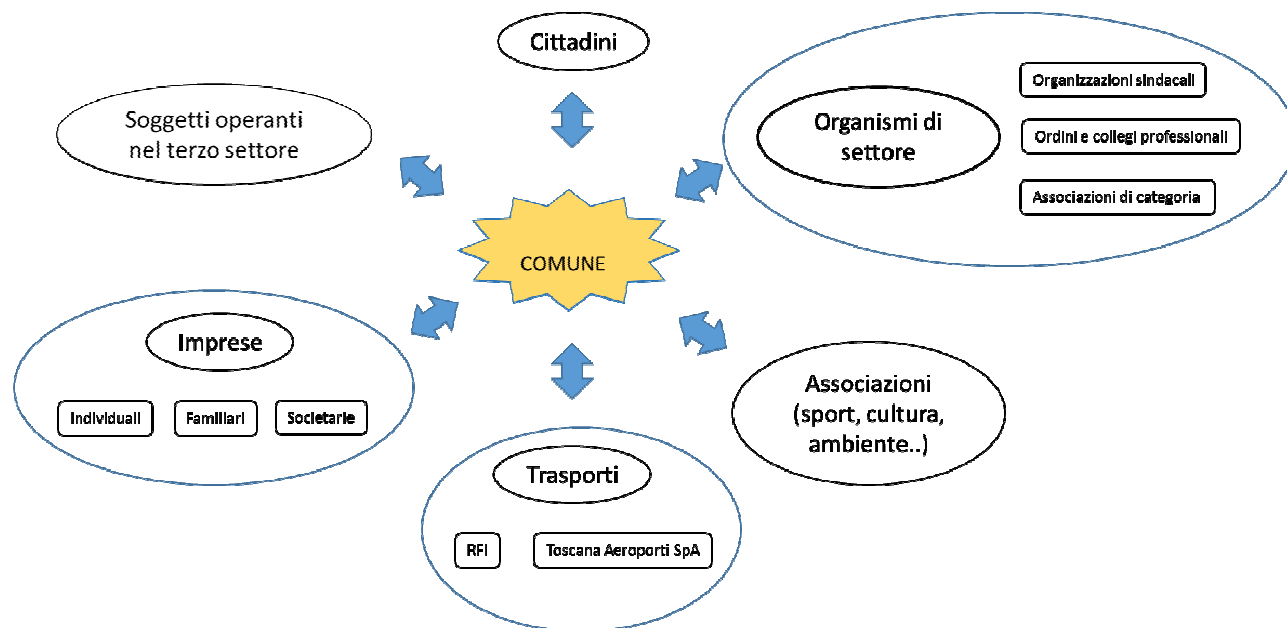 Cittadini
Soggetti operanti
nel terzo settore
Organismi di
settore
Organizzazioni sindacali
Ordini e collegi professionali
Associazioni di categoria
COMUNE
Imprese
Individuali
Familiari
Societarie
Associazioni
(sport, cultura,
ambiente..)
Trasporti
RFI
Toscana Aeroporti SpA